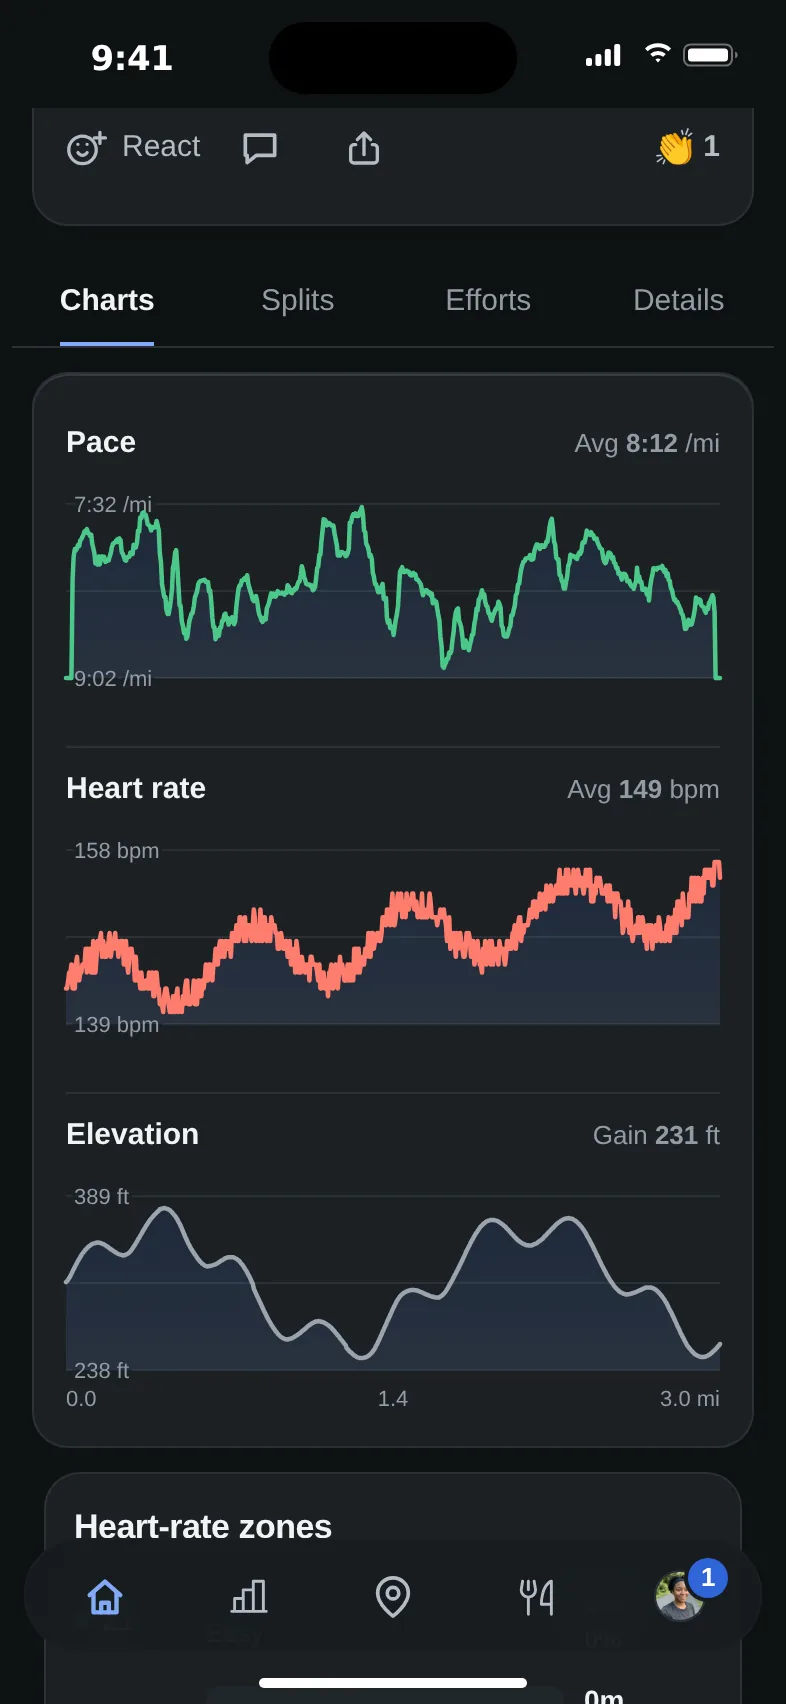 9:41
React
👏 1
Charts Splits Efforts Details
Pace
Avg 8:12 /mi
7:32 /mi
9:02 /mi
Heart rate
Avg 149 bpm
158 bpm
139 bpm
Elevation
Gain 231 ft
389 ft
238 ft
0.0 1.4 3.0 mi
Heart-rate zones
1
Easy
0m